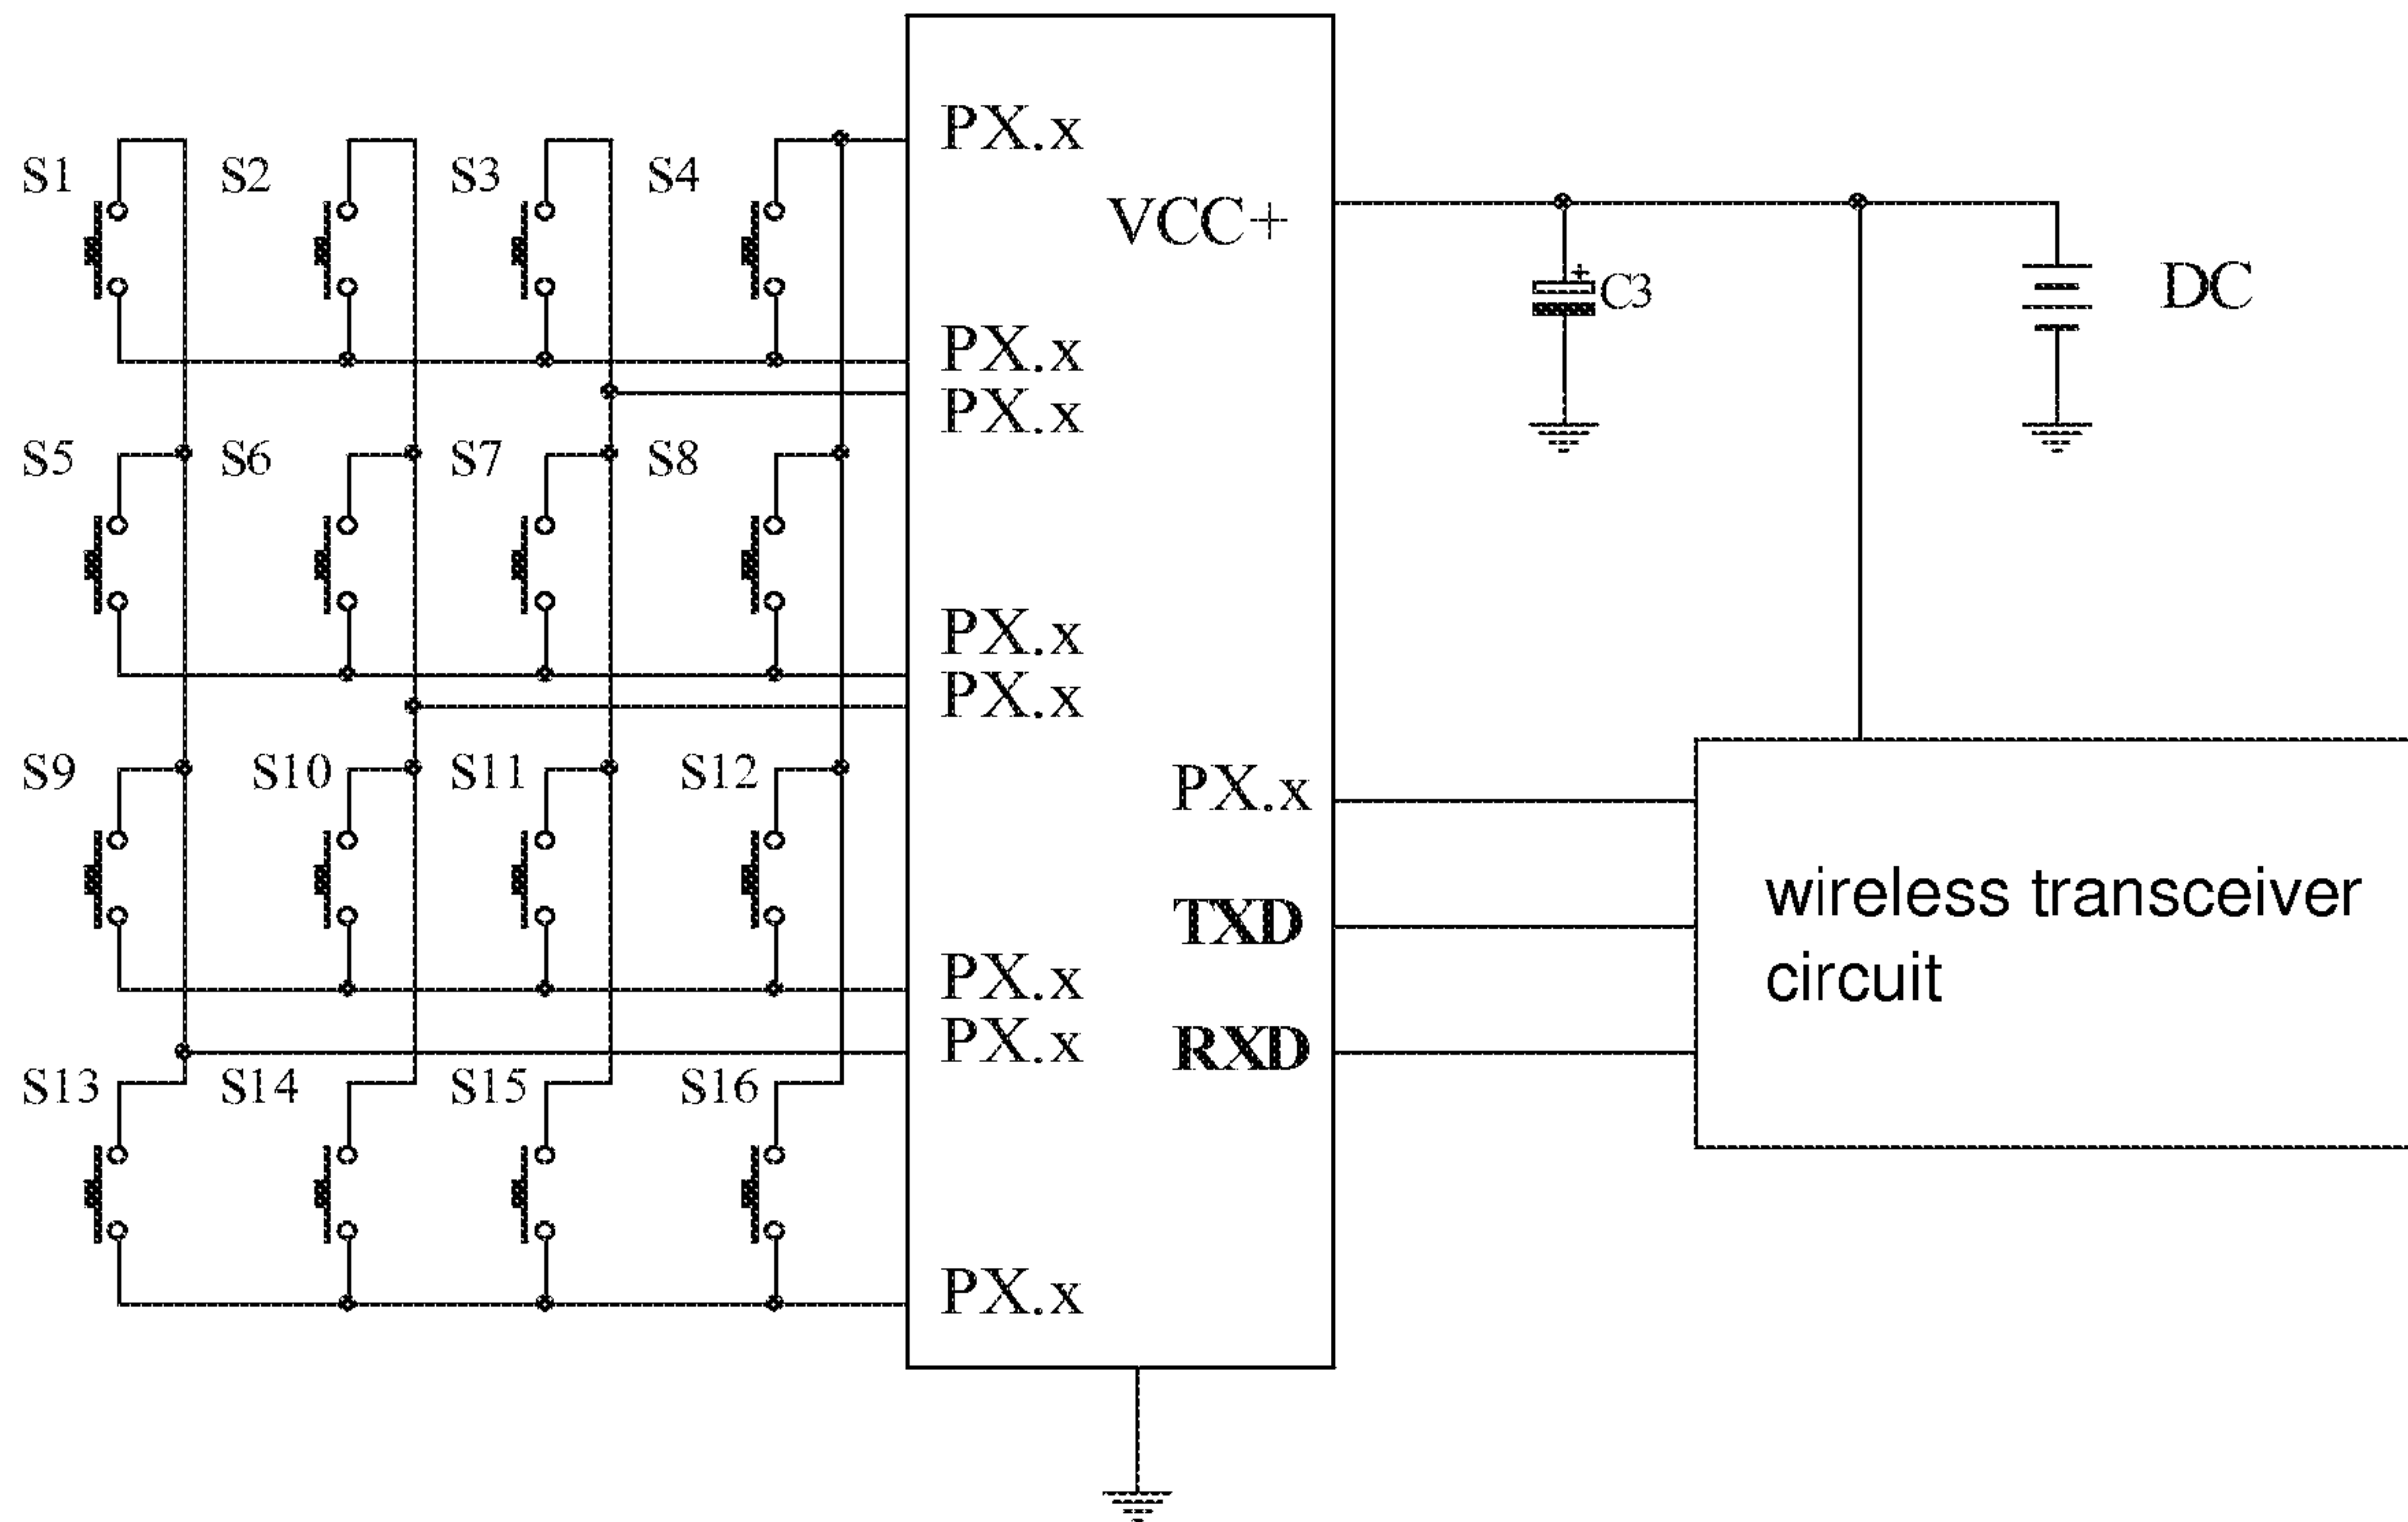 PX.x
S1
S2
S3
S4
VCC+
+
C3
DC
PX.x
PX.x
S5
S6
S7
S8
PX.x
PX.x
S9
S10
S11
S12
PX.x
wireless transceiver
circuit
TXD
PX.x
PX.x
RXD
S13
S14
S15
S16
PX.x